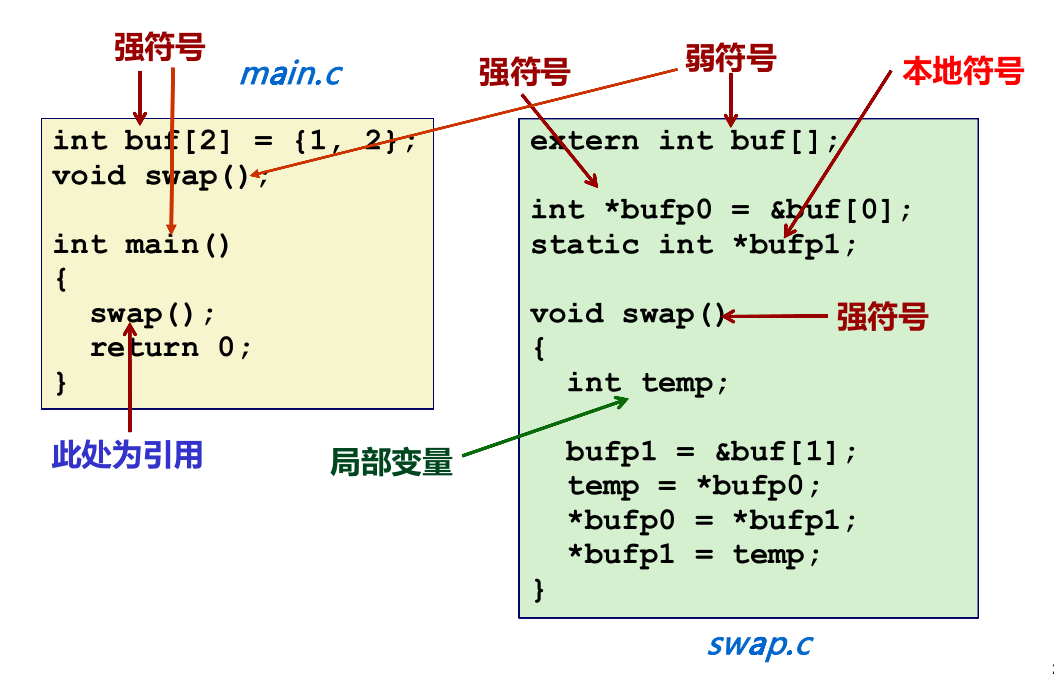 强符号
main.c
int buf[2] = {1, 2};
void swap();
int main()
{
swap();
return 0;
}
此处为引用
强符号
弱符号
本地符号
extern int buf[];
int *bufp0 = &buf[0];
static int *bufp1;
void swap()
强符号
{
int temp;
局部变量
bufp1 = &buf[1];
temp = *bufp0;
*bufp0 = *bufp1;
*bufp1 = temp;
}
swap.c